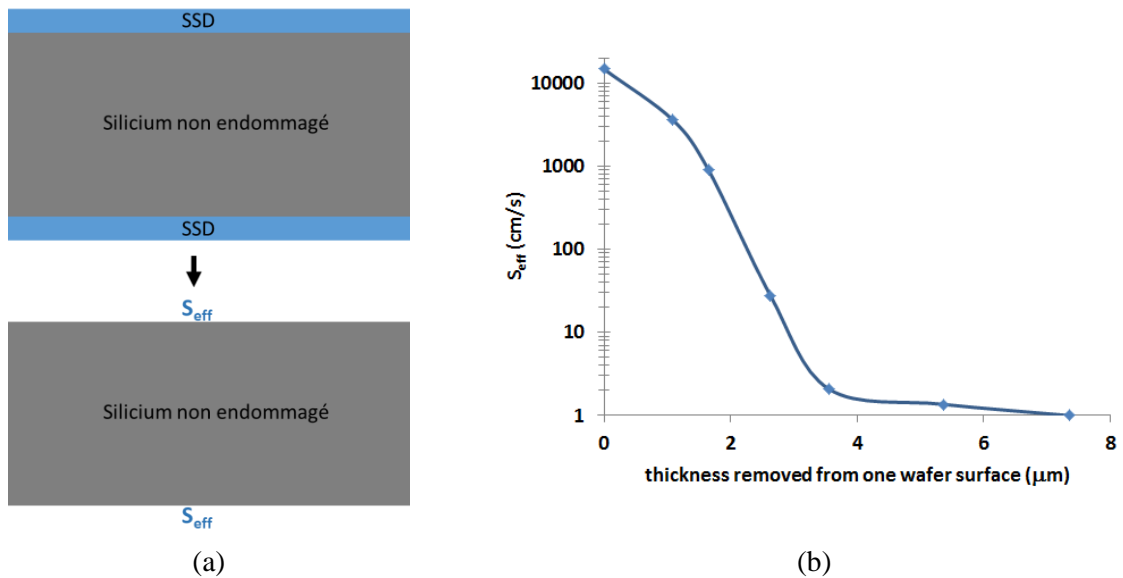 SSD
Silicium non endommagé
SSD
S_eff
Silicium non endommagé
S_eff
(a)
10000
1000
100
10
1
S_eff (cm/s)
0 2 4 6 8
thickness removed from one wafer surface (µm)
(b)